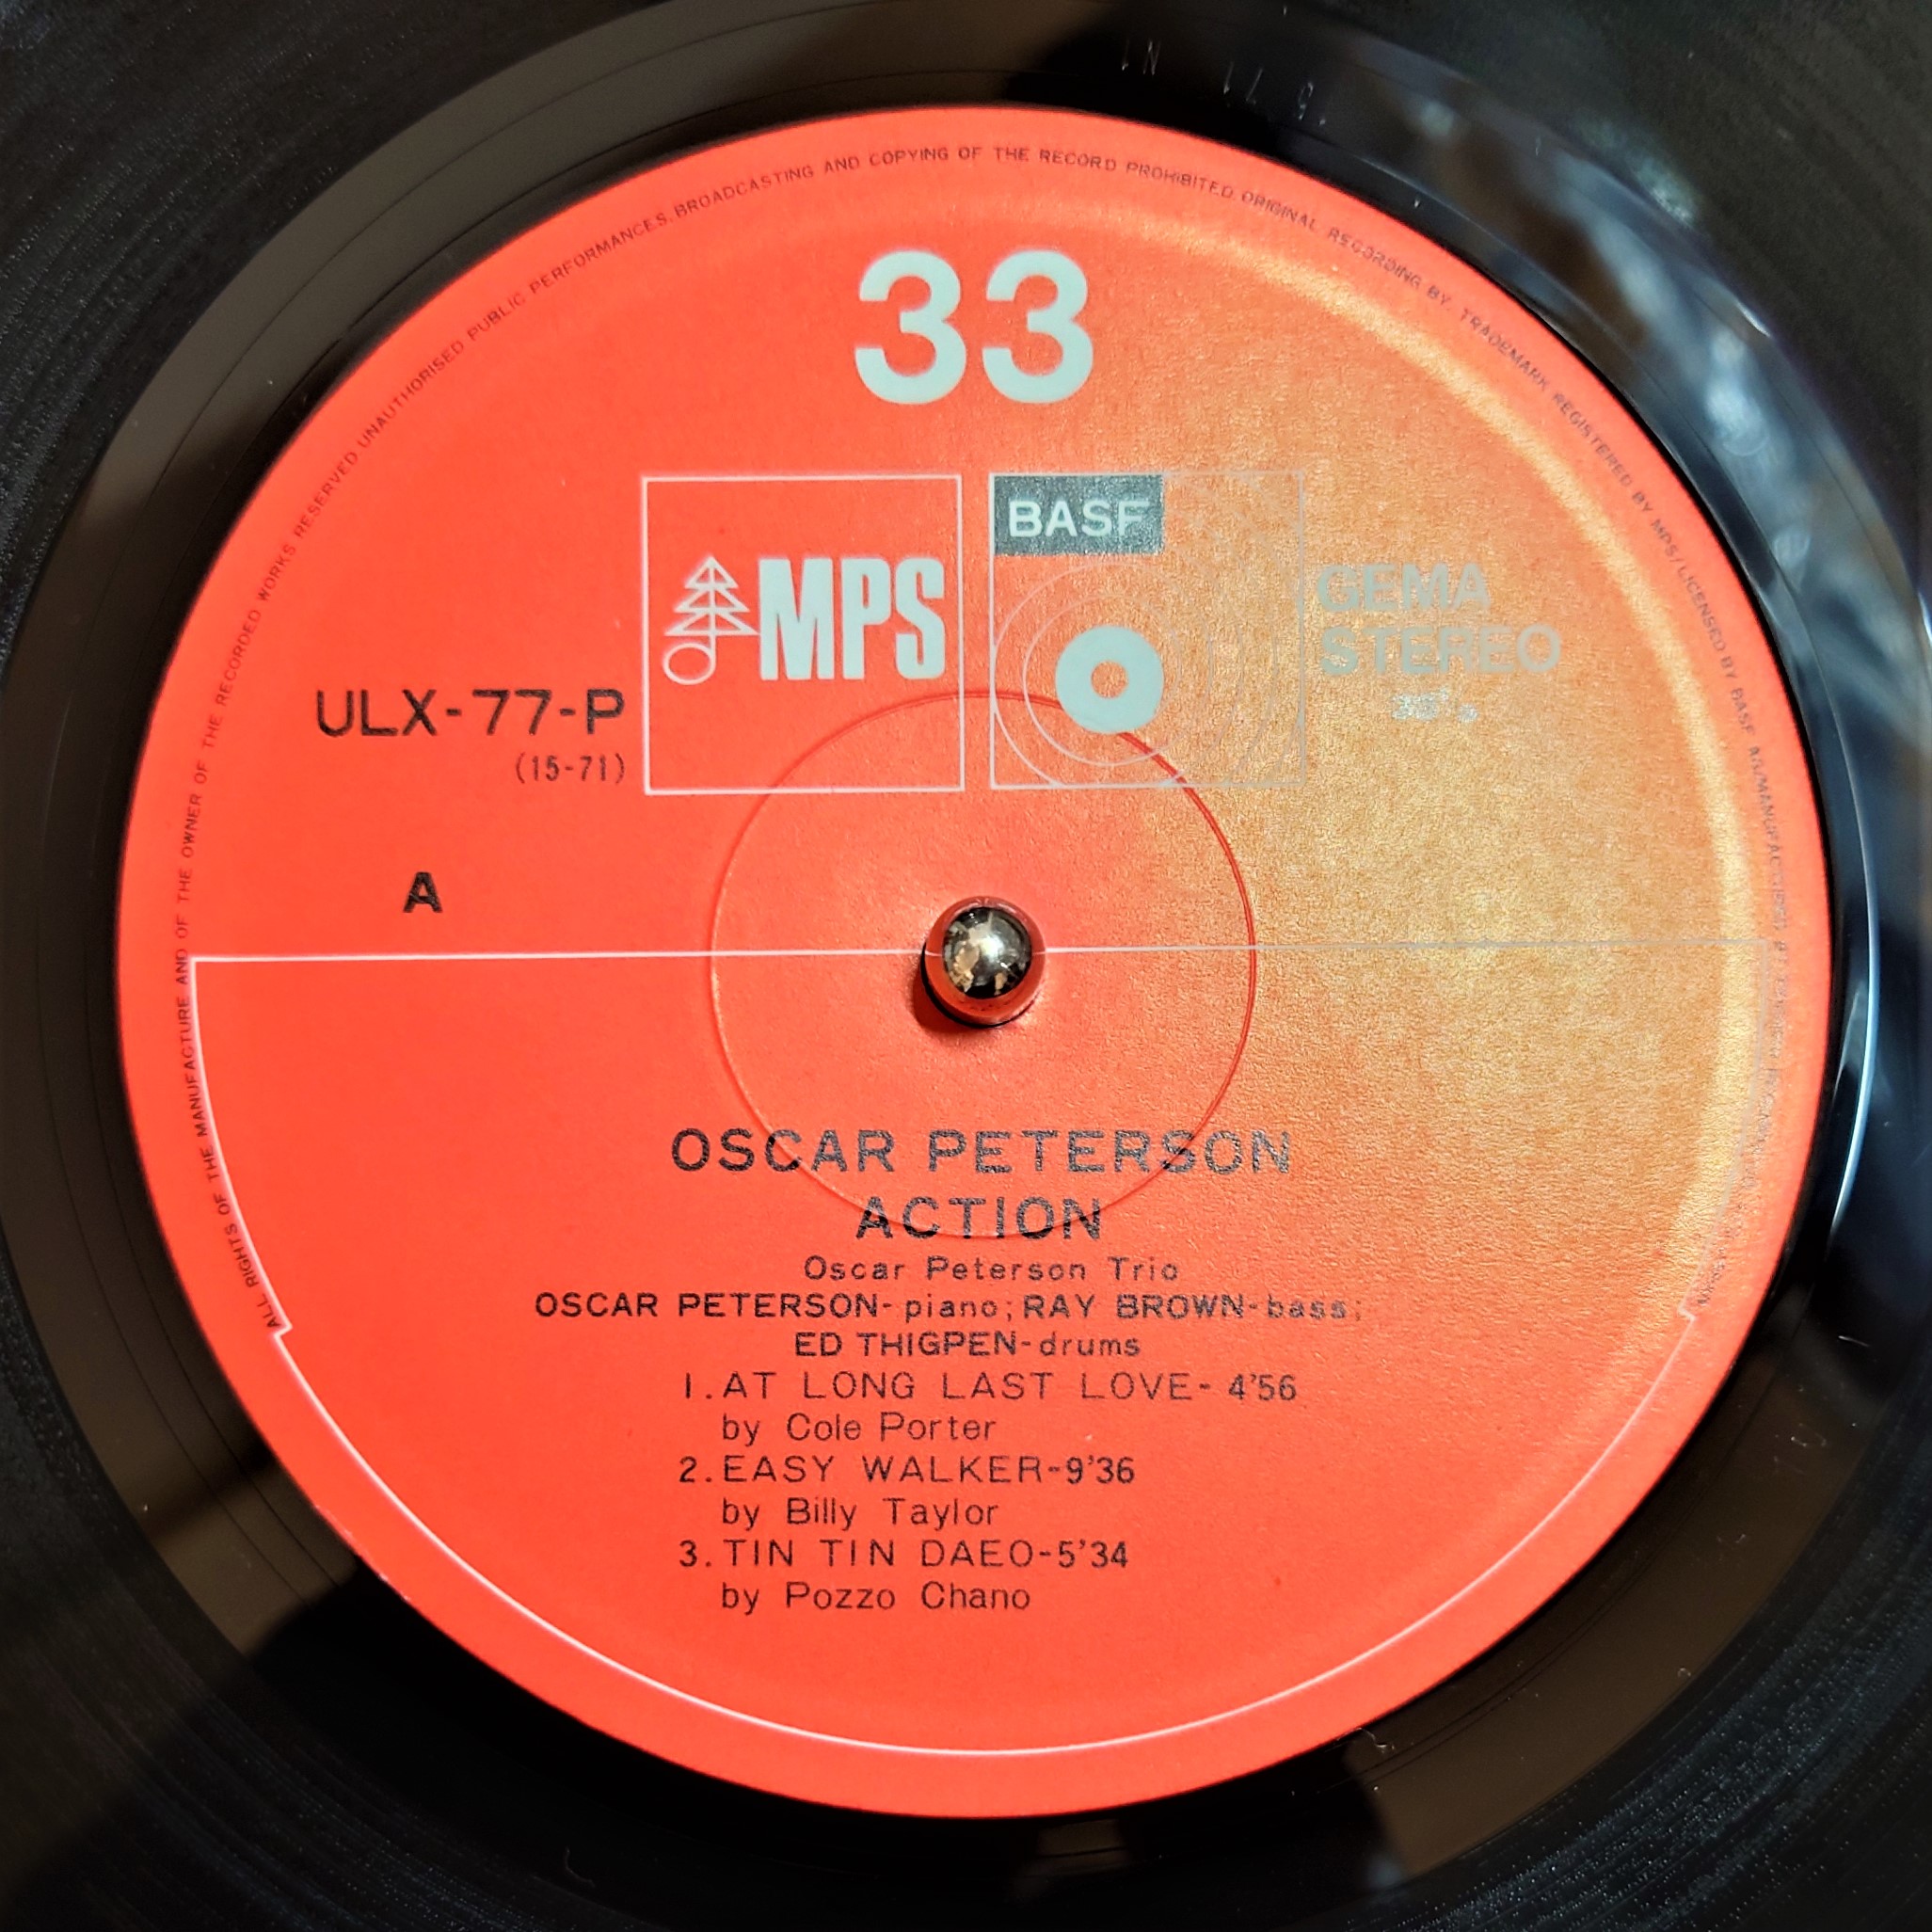 ALL RIGHTS OF THE MANUFACTURE AND OF THE OWNER OF THE RECORDED WORKS RESERVED UNAUTHORISED PUBLIC PERFORMANCES. BROADCASTING AND COPYING OF THE RECORD PROHIBITED. ORIGINAL RECORDING BY. TRADEMARK REGISTERED BY MPS/LICENSED BY BASF
33
MPS
BASF
GEMA
STEREO
ULX-77-P
(15-71)
A
OSCAR PETERSON
ACTION
Oscar Peterson Trio
OSCAR PETERSON-piano; RAY BROWN-bass;
ED THIGPEN-drums
1. AT LONG LAST LOVE-4'56
by Cole Porter
2. EASY WALKER-9'36
by Billy Taylor
3. TIN TIN DAEO-5'34
by Pozzo Chano